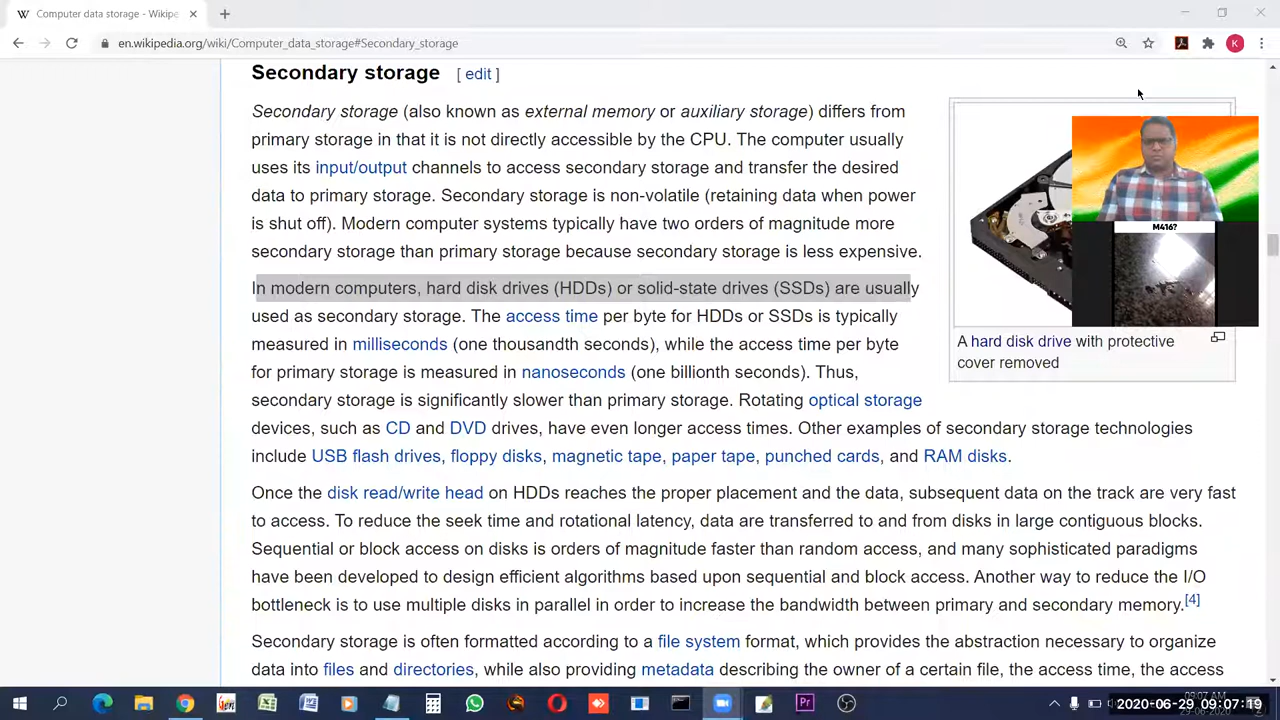 Computer data storage - Wikipe
en.wikipedia.org/wiki/Computer_data_storage#Secondary_storage
K
Secondary storage [ edit ]
Secondary storage (also known as external memory or auxiliary storage) differs from
primary storage in that it is not directly accessible by the CPU. The computer usually
uses its input/output channels to access secondary storage and transfer the desired
data to primary storage. Secondary storage is non-volatile (retaining data when power
is shut off). Modern computer systems typically have two orders of magnitude more
secondary storage than primary storage because secondary storage is less expensive.
In modern computers, hard disk drives (HDDs) or solid-state drives (SSDs) are usually
used as secondary storage. The access time per byte for HDDs or SSDs is typically
measured in milliseconds (one thousandth seconds), while the access time per byte
for primary storage is measured in nanoseconds (one billionth seconds). Thus,
secondary storage is significantly slower than primary storage. Rotating optical storage
devices, such as CD and DVD drives, have even longer access times. Other examples of secondary storage technologies
include USB flash drives, floppy disks, magnetic tape, paper tape, punched cards, and RAM disks.
M416?
A hard disk drive with protective
cover removed
Once the disk read/write head on HDDs reaches the proper placement and the data, subsequent data on the track are very fast
to access. To reduce the seek time and rotational latency, data are transferred to and from disks in large contiguous blocks.
Sequential or block access on disks is orders of magnitude faster than random access, and many sophisticated paradigms
have been developed to design efficient algorithms based upon sequential and block access. Another way to reduce the I/O
bottleneck is to use multiple disks in parallel in order to increase the bandwidth between primary and secondary memory.[4]
Secondary storage is often formatted according to a file system format, which provides the abstraction necessary to organize
data into files and directories, while also providing metadata describing the owner of a certain file, the access time, the access
Pr
2020-06-29 09:07:19